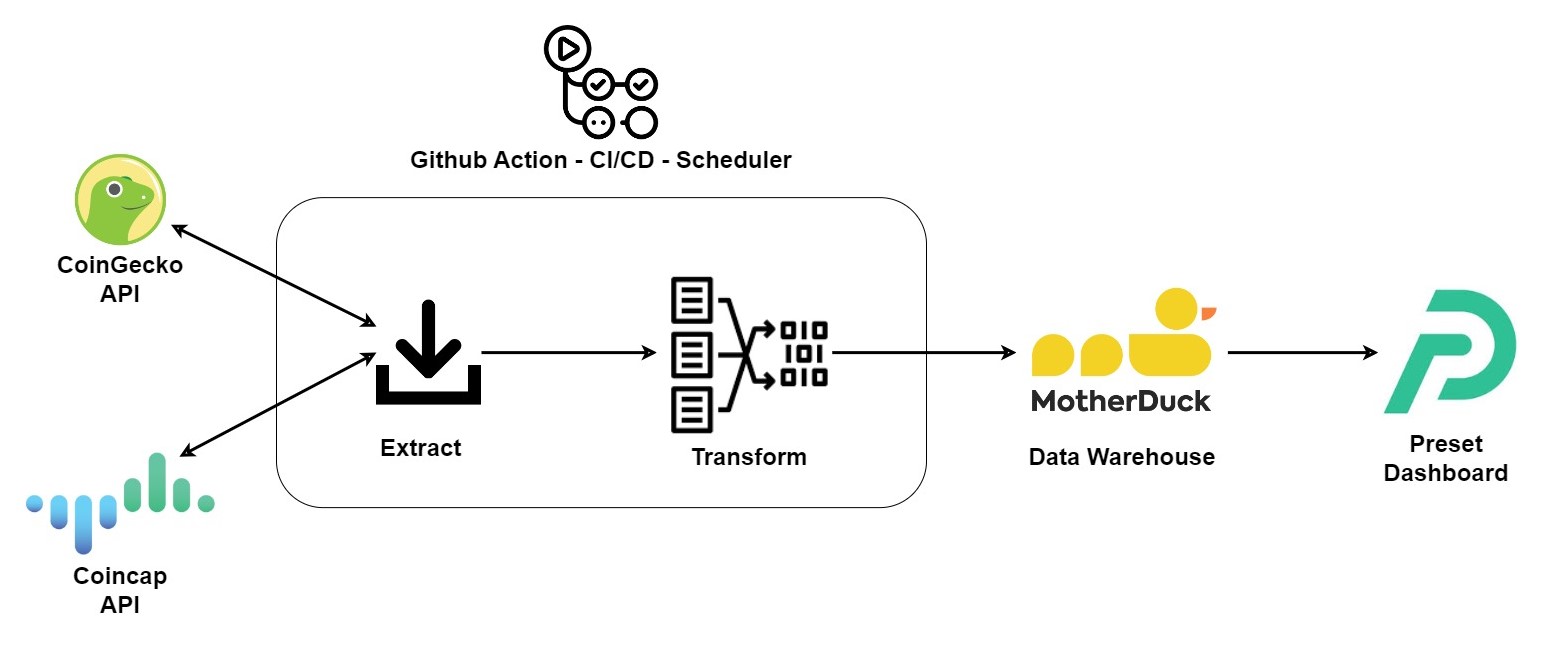 Github Action - CI/CD - Scheduler
CoinGecko
API
Extract
Transform
010
101
010
MotherDuck
Data Warehouse
Preset
Dashboard
Coincap
API